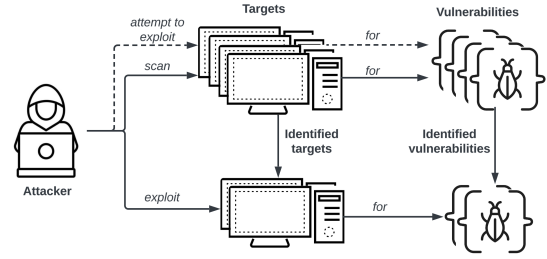 Targets
Vulnerabilities
attempt to
exploit
for
scan
for
Identified
targets
Identified
vulnerabilities
Attacker
exploit
for